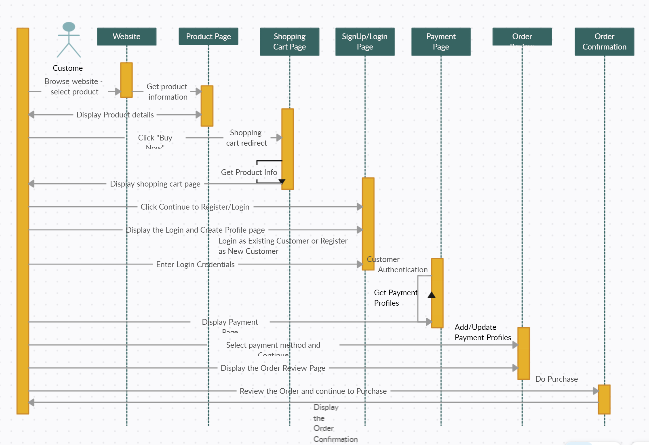 Website
Product Page
Shopping
Cart Page
SignUp/Login
Page
Payment
Page
Order
Order
Confirmation
Custome
Browse website -
select product
Get product
information
Display Product details
Click "Buy
Now"
Shopping
cart redirect
Get Product Info
Display shopping cart page
Click Continue to Register/Login
Display the Login and Create Profile page
Login as Existing Customer or Register
as New Customer
Enter Login Credentials
Customer
Authentication
Get Payment
Profiles
Display Payment
Page
Add/Update
Payment Profiles
Select payment method and
Continue
Display the Order Review Page
Do Purchase
Review the Order and continue to Purchase
Display
the
Order
Confirmation